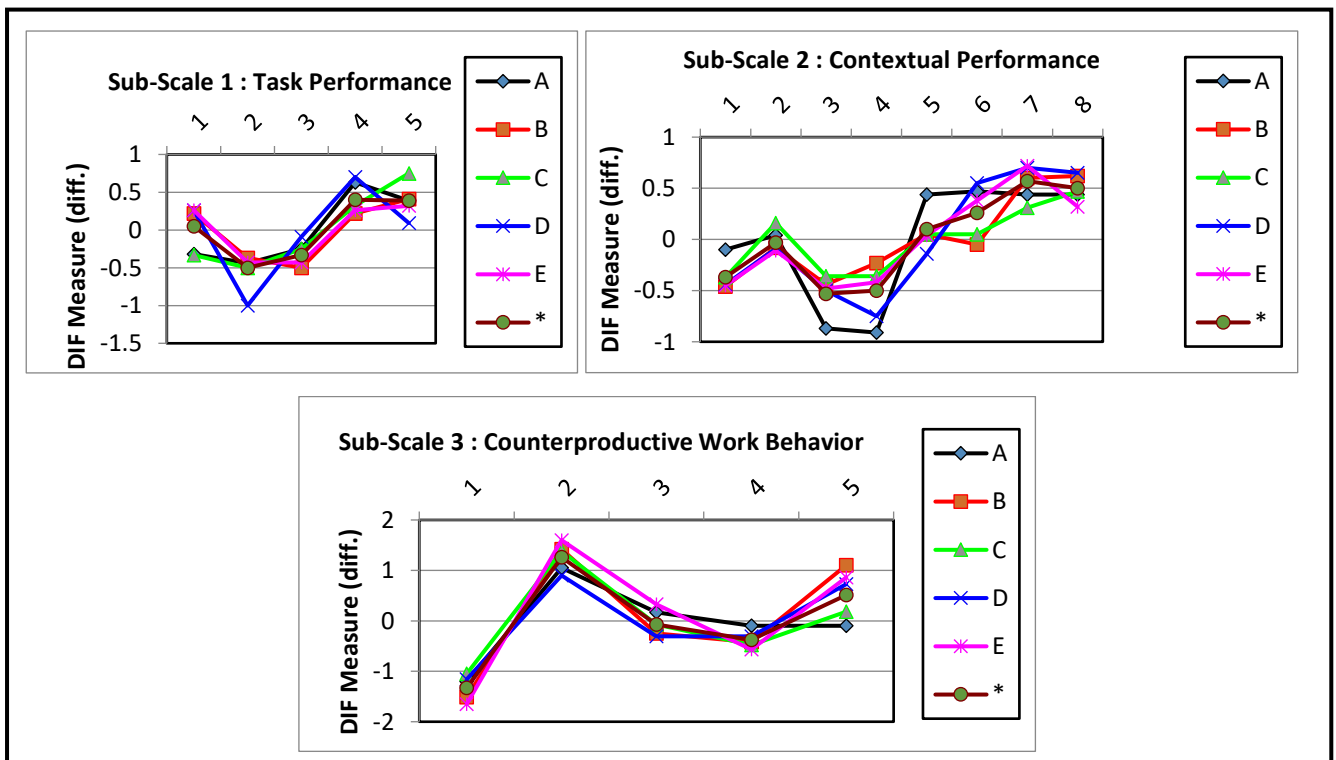 Sub-Scale 1 : Task Performance
1 2 3 4 5
DIF Measure (diff.)
1
0.5
0
-0.5
-1
-1.5
A
B
C
D
E
*
Sub-Scale 2 : Contextual Performance
1 2 3 4 5 6 7 8
DIF Measure (diff.)
1
0.5
0
-0.5
-1
A
B
C
D
E
*
Sub-Scale 3 : Counterproductive Work Behavior
1 2 3 4 5
DIF Measure (diff.)
2
1
0
-1
-2
A
B
C
D
E
*